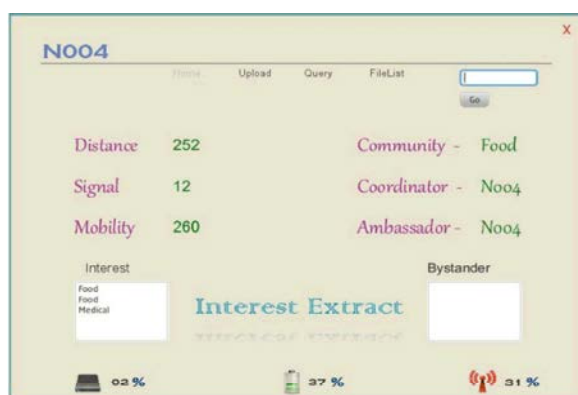 X
N004
Home Upload Query FileList
Go
Distance 252 Community - Food
Signal 12 Coordinator - N004
Mobility 260 Ambassador - N004
Interest Bystander
Food
Food
Medical
Interest Extract
02 % 37 % 31 %